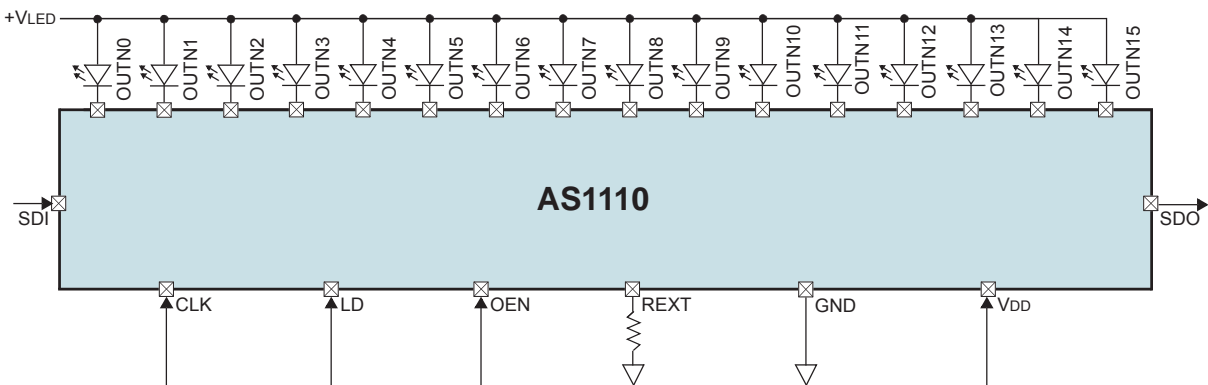 +VLED
OUTN0
OUTN1
OUTN2
OUTN3
OUTN4
OUTN5
OUTN6
OUTN7
OUTN8
OUTN9
OUTN10
OUTN11
OUTN12
OUTN13
OUTN14
OUTN15
AS1110
SDI
SDO
CLK
LD
OEN
REXT
GND
VDD